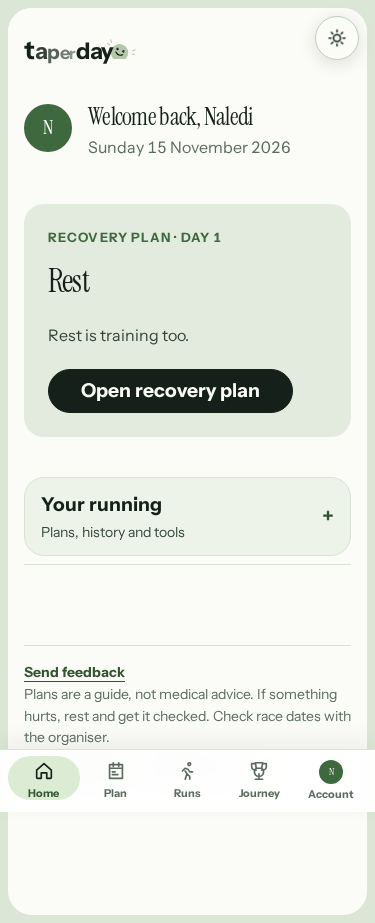 taperday
N
Welcome back, Naledi
Sunday 15 November 2026
RECOVERY PLAN · DAY 1
Rest
Rest is training too.
Open recovery plan
Your running
Plans, history and tools
+
Send feedback
Plans are a guide, not medical advice. If something
hurts, rest and get it checked. Check race dates with
the organiser.
Home
Plan
Runs
Journey
N
Account